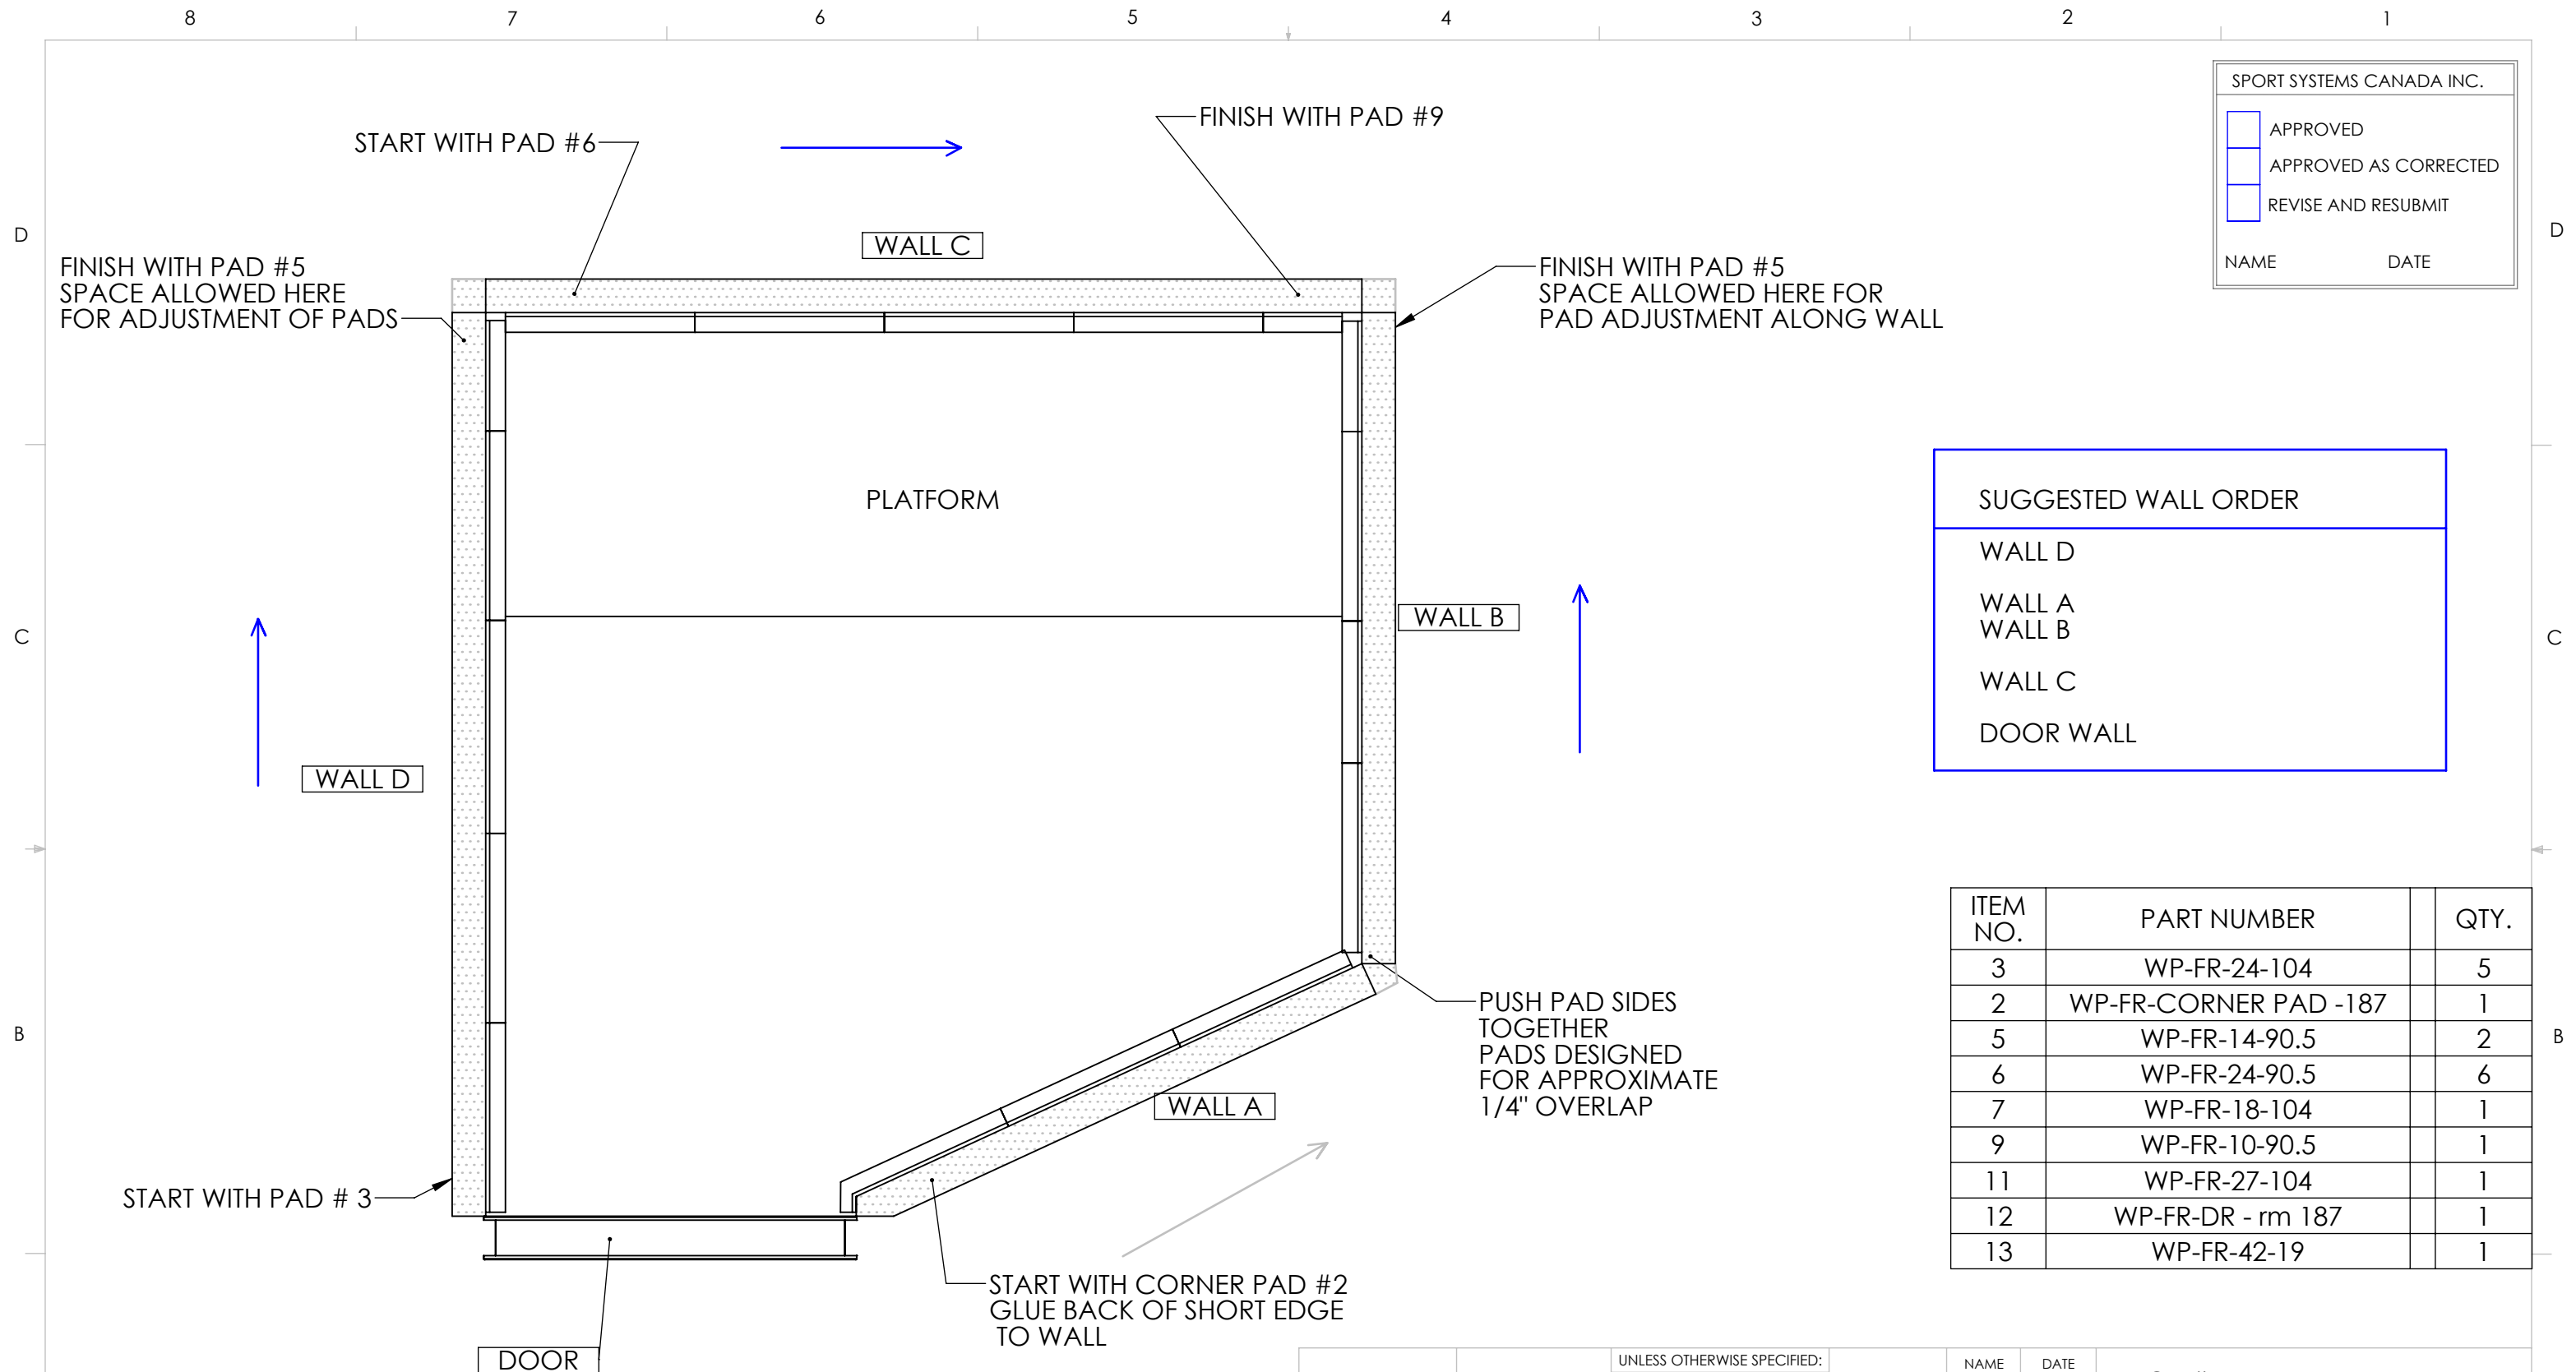 8 7 6 5 4 3 2 1
SPORT SYSTEMS CANADA INC.
APPROVED
APPROVED AS CORRECTED
REVISE AND RESUBMIT
NAME DATE
START WITH PAD #6
FINISH WITH PAD #9
D
D
WALL C
FINISH WITH PAD #5
SPACE ALLOWED HERE
FOR ADJUSTMENT OF PADS
FINISH WITH PAD #5
SPACE ALLOWED HERE FOR
PAD ADJUSTMENT ALONG WALL
PLATFORM
SUGGESTED WALL ORDER
WALL D
WALL A
WALL B
WALL C
DOOR WALL
C
C
WALL B
WALL D
ITEM NO. PART NUMBER QTY.
3 WP-FR-24-104 5
2 WP-FR-CORNER PAD -187 1
5 WP-FR-14-90.5 2
6 WP-FR-24-90.5 6
7 WP-FR-18-104 1
9 WP-FR-10-90.5 1
11 WP-FR-27-104 1
12 WP-FR-DR - rm 187 1
13 WP-FR-42-19 1
B
B
PUSH PAD SIDES
TOGETHER
PADS DESIGNED
FOR APPROXIMATE
1/4" OVERLAP
WALL A
START WITH PAD # 3
START WITH CORNER PAD #2
GLUE BACK OF SHORT EDGE
TO WALL
DOOR
UNLESS OTHERWISE SPECIFIED:
NAME DATE